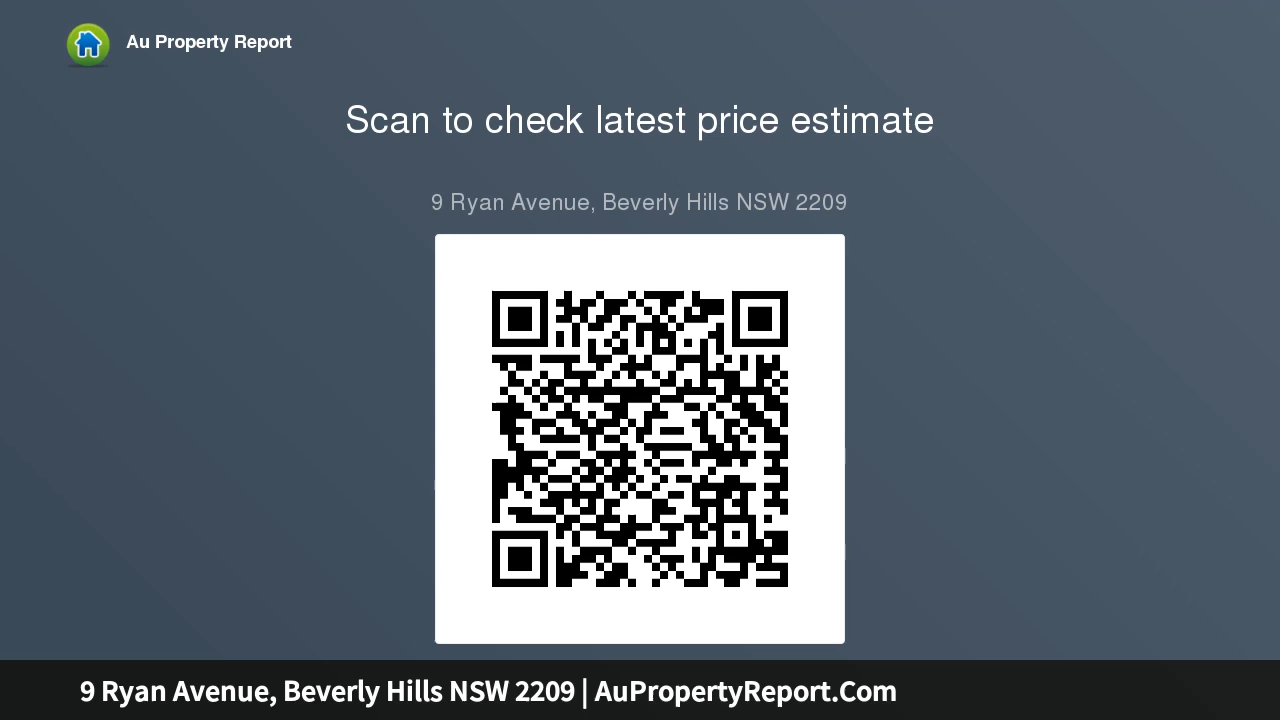 Au Property Report
Scan to check latest price estimate
9 Ryan Avenue, Beverly Hills NSW 2209
9 Ryan Avenue, Beverly Hills NSW 2209 | AuPropertyReport.Com